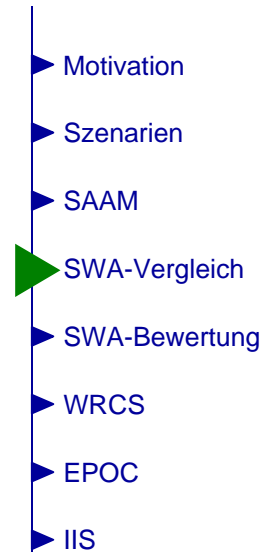 Motivation
Szenarien
SAAM
SWA-Vergleich
SWA-Bewertung
WRCS
EPOC
IIS